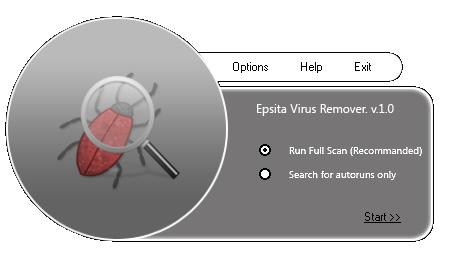 Options Help Exit
Epsita Virus Remover. v.1.0
Run Full Scan (Recommanded)
Search for autoruns only
Start >>